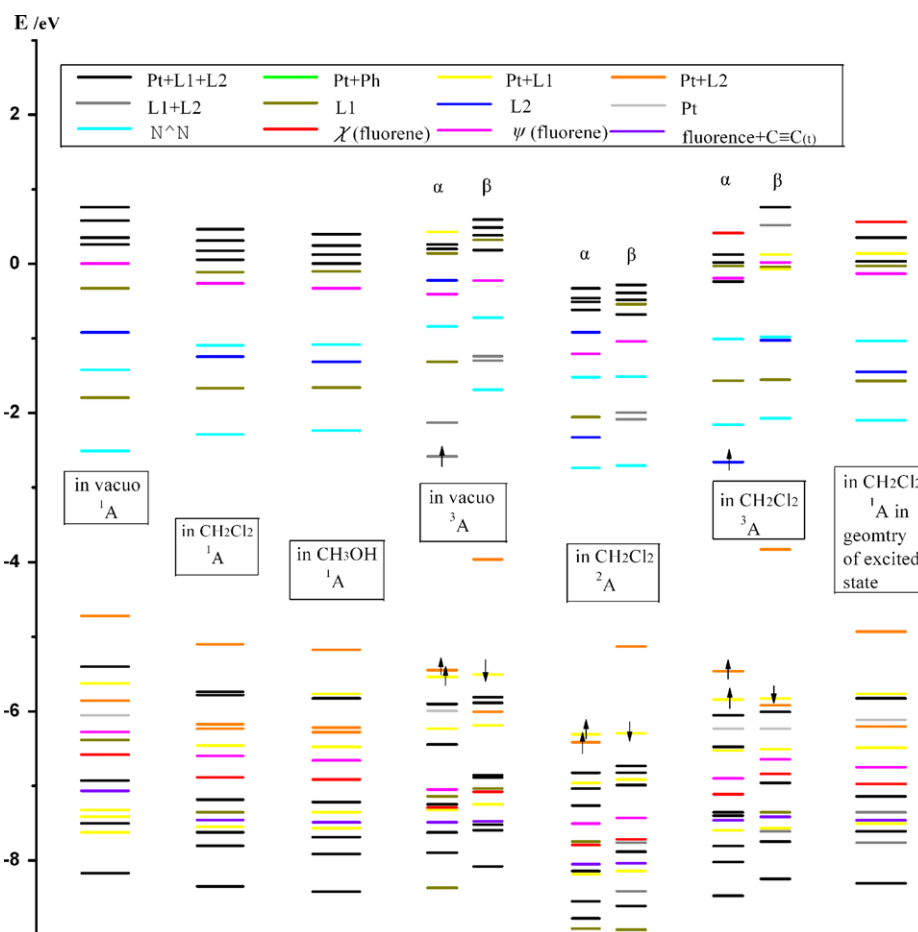 E /eV
Pt+L1+L2 Pt+Ph Pt+L1 Pt+L2
L1+L2 L1 L2 Pt
N^N χ (fluorene) ψ (fluorene) fluorence+C≡C(t)
2
0
-2
-4
-6
-8
α β
α β
α β
in vacuo
1A
in CH2Cl2
1A
in CH3OH
1A
in vacuo
3A
in CH2Cl2
2A
in CH2Cl2
3A
in CH2Cl2
1A in
geomtry
of excited
state